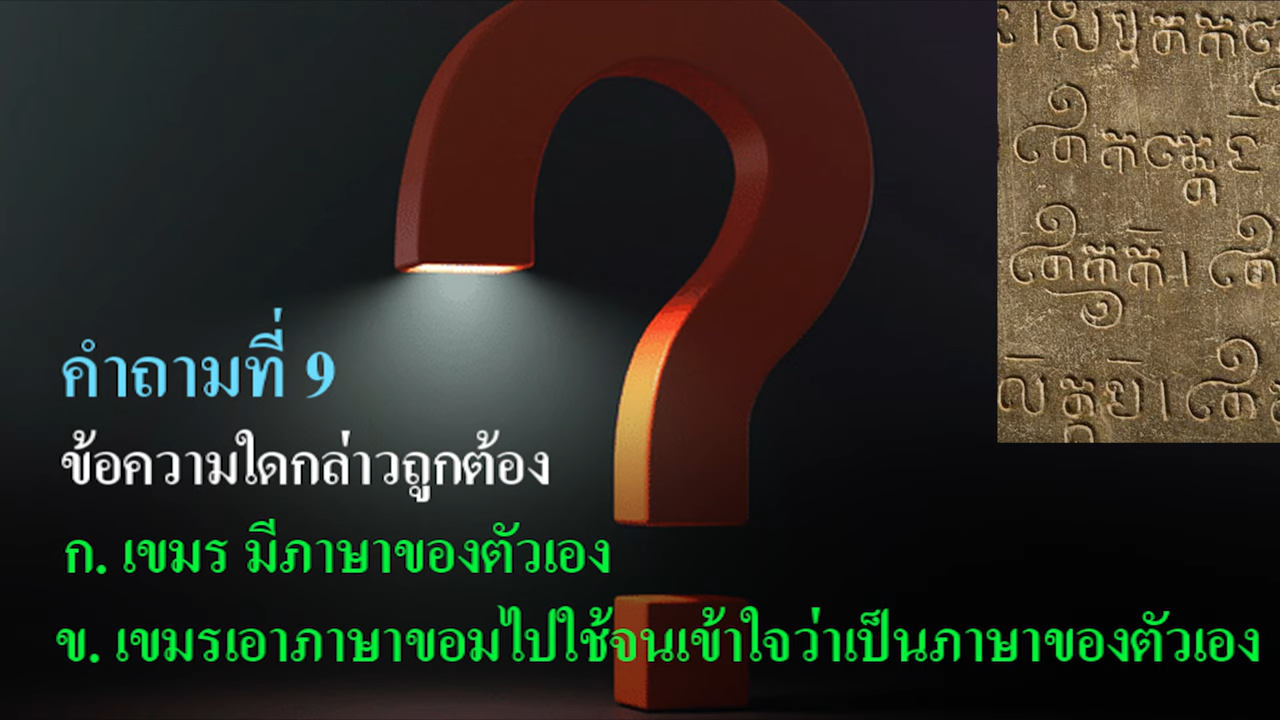 คำถามที่ 9
ข้อความใดกล่าวถูกต้อง
ก. เขมร มีภาษาของตัวเอง
ข. เขมรเอาภาษาขอมไปใช้จนเข้าใจว่าเป็นภาษาของตัวเอง